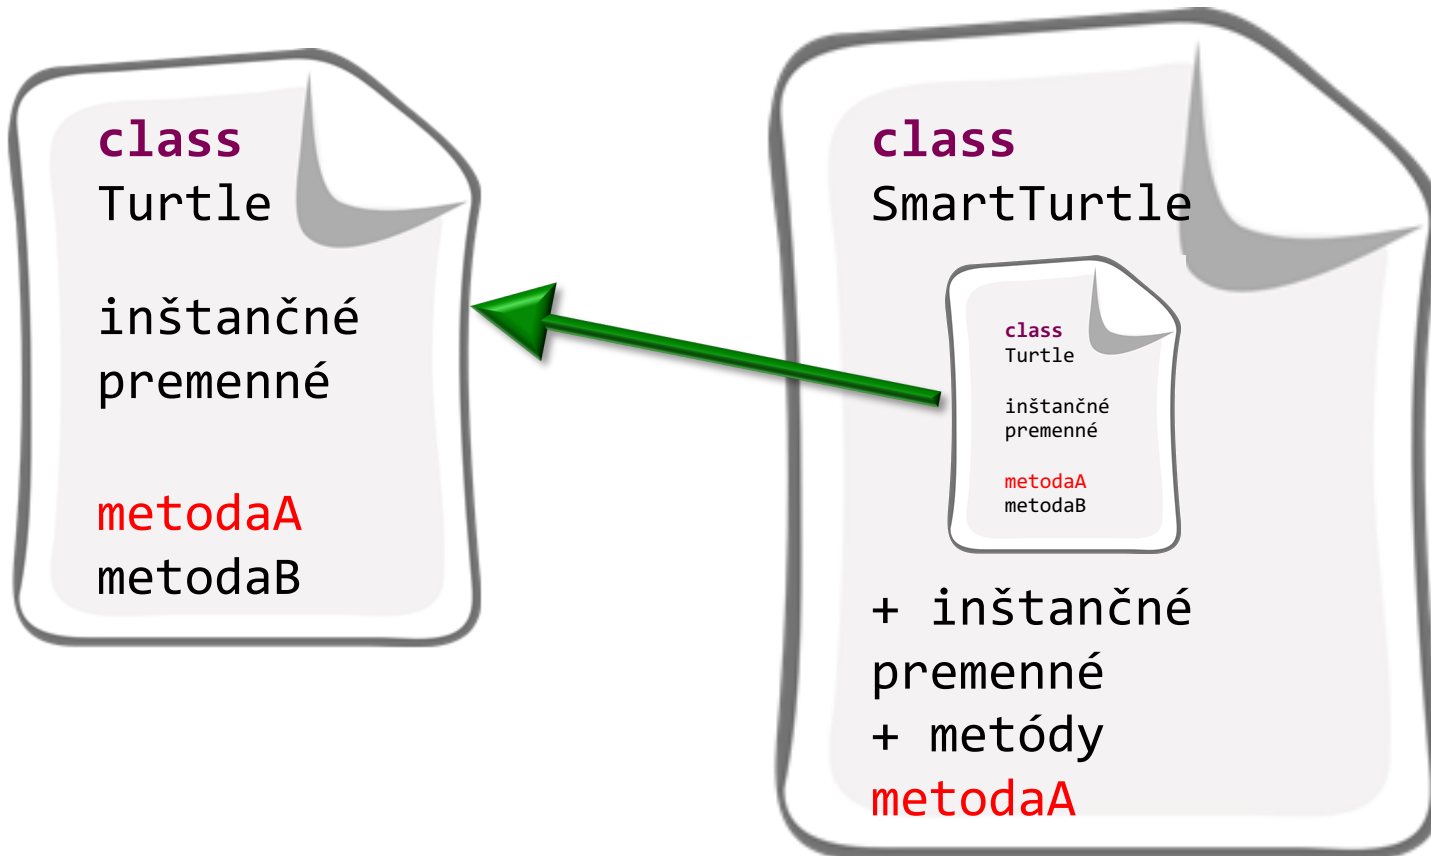 class
Turtle
inštančné
premenné
metodaA
metodaB
class
SmartTurtle
class
Turtle
inštančné
premenné
metodaA
metodaB
+ inštančné
premenné
+ metódy
metodaA